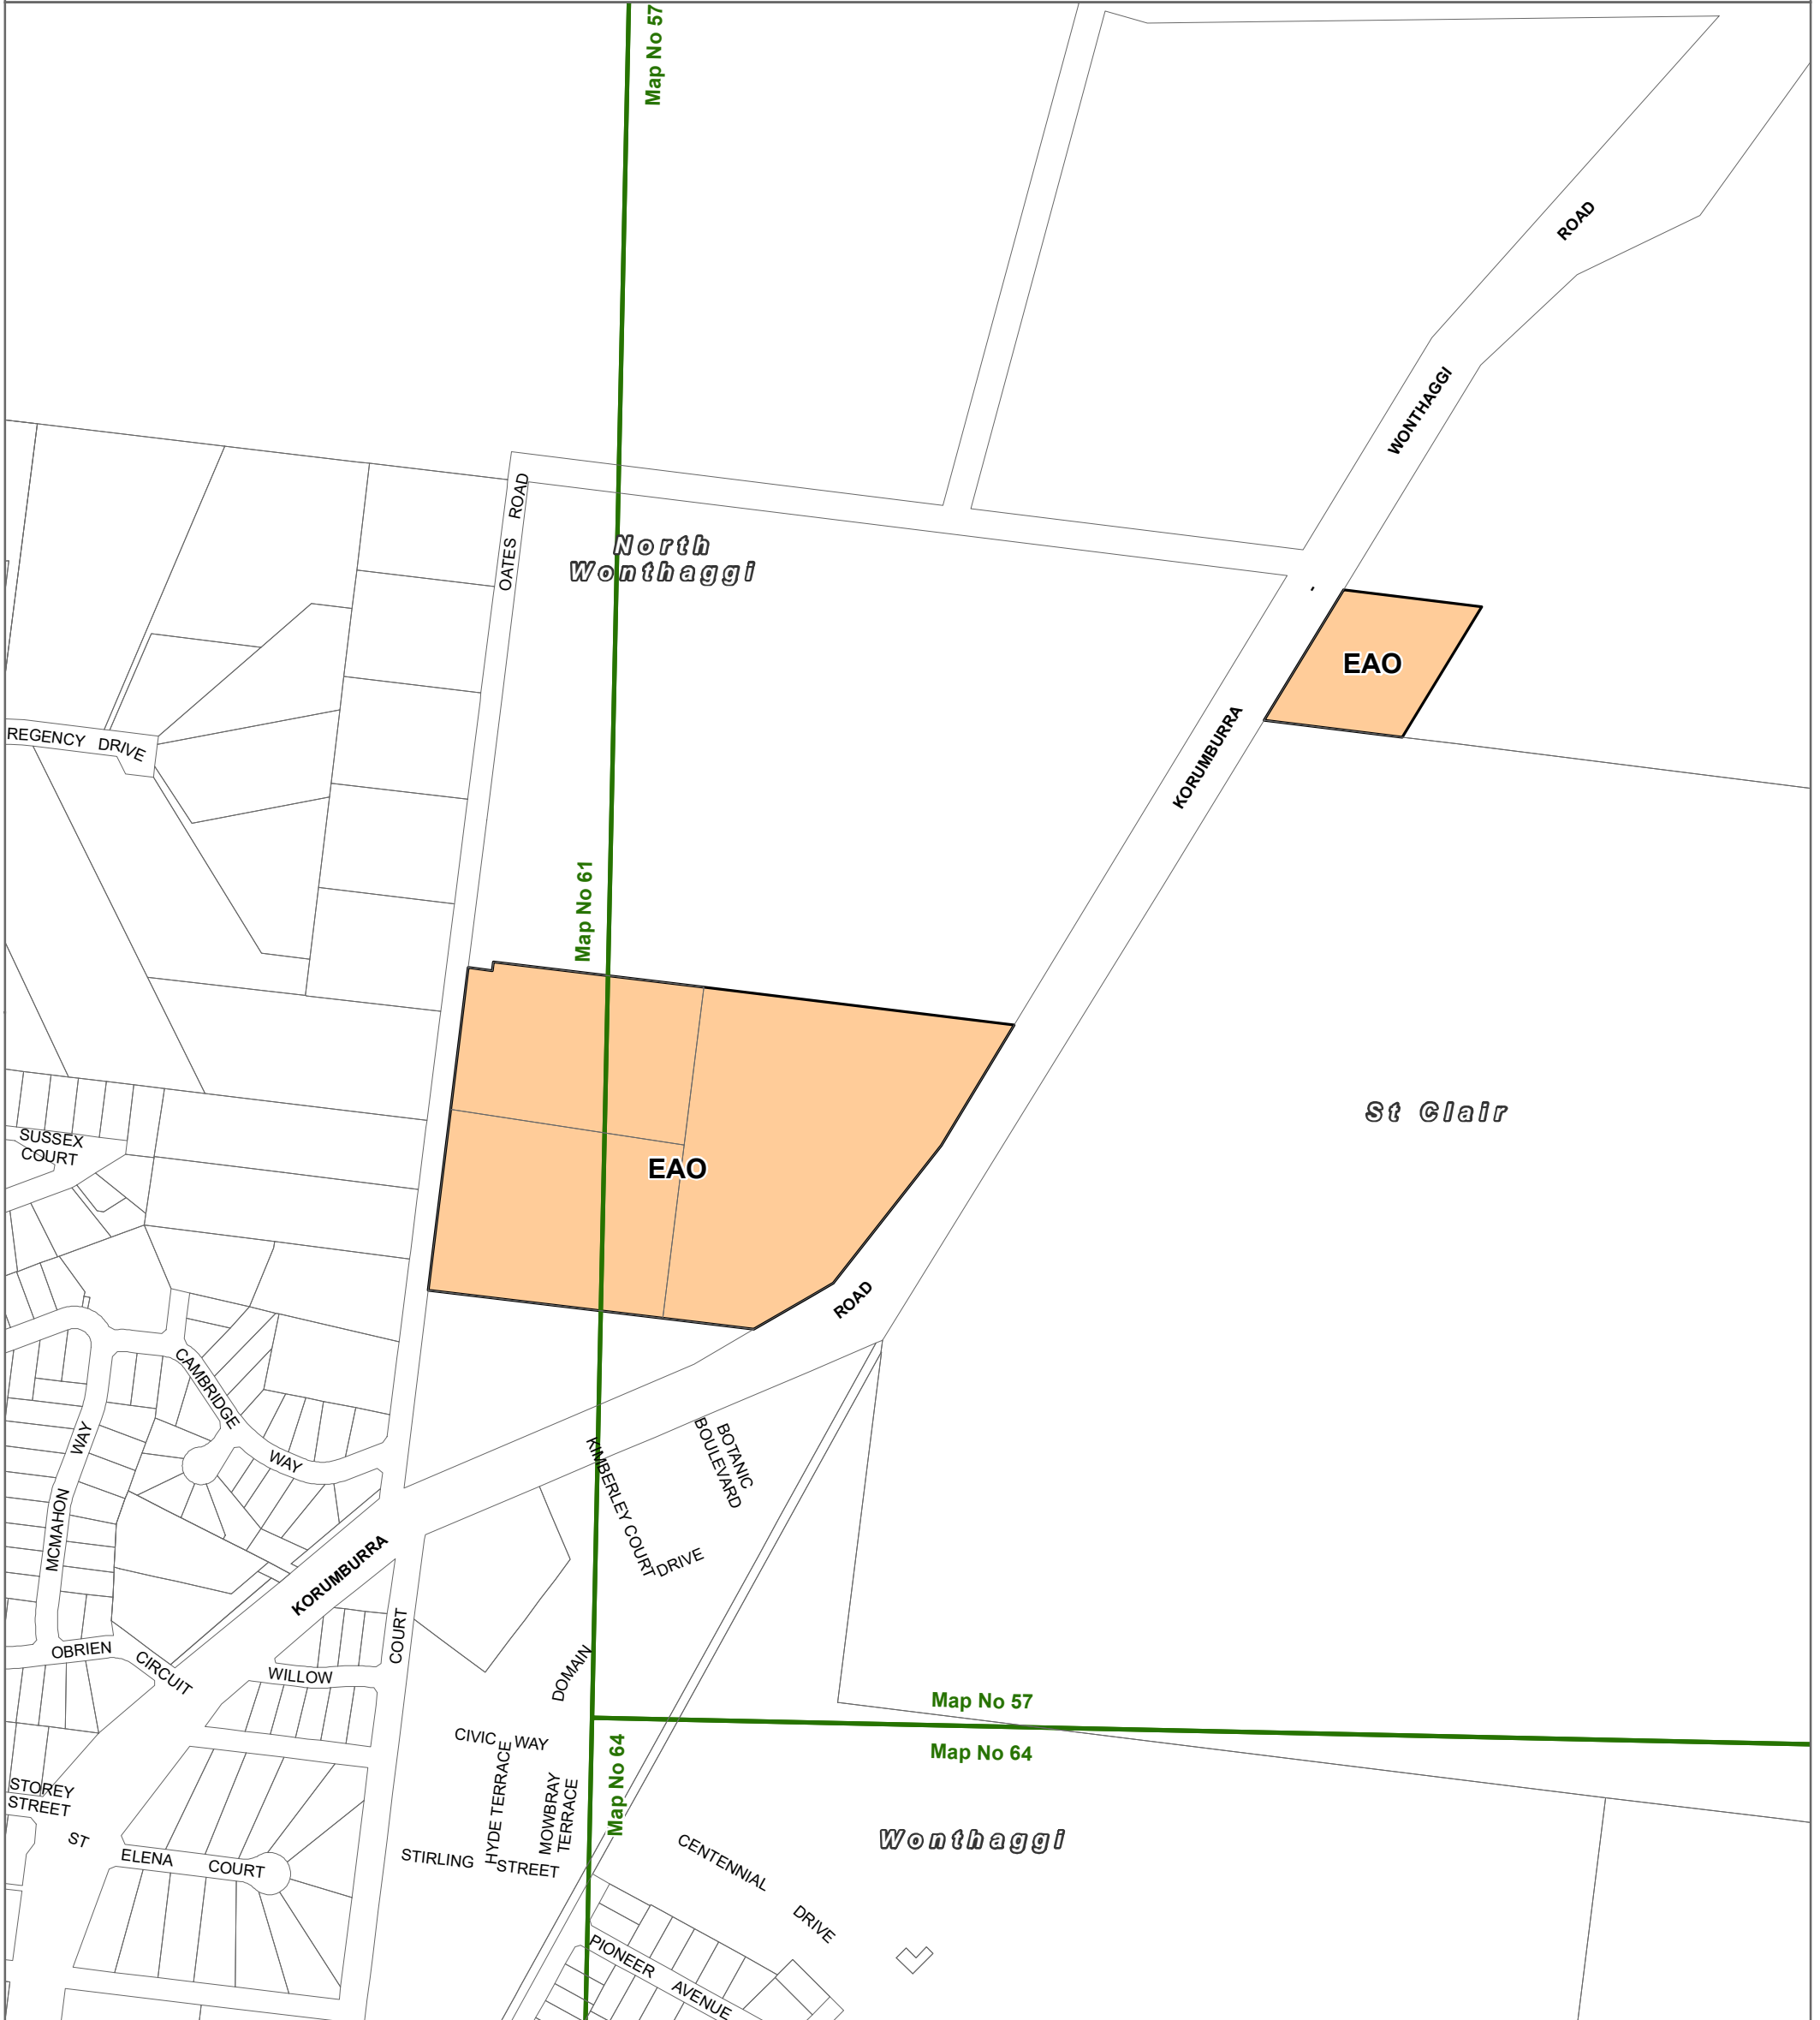 Map No 57
ROAD
WONTHAGGI
OATES ROAD
North
Wonthaggi
EAO
KORUMBURRA
REGENCY DRIVE
Map No 61
St Clair
SUSSEX
COURT
EAO
ROAD
CAMBRIDGE
WAY
WAY
MCMAHON
BOTANIC
BOULEVARD
KIMBERLEY COURT
DRIVE
KORUMBURRA
COURT
OBRIEN
CIRCUIT
WILLOW
DOMAIN
Map No 57
Map No 64
CIVIC WAY
HYDE TERRACE
MOWBRAY
TERRACE
Map No 64
STOREY
STREET
ST
ELENA COURT
STIRLING STREET
CENTENNIAL
DRIVE
Wonthaggi
PIONEER AVENUE